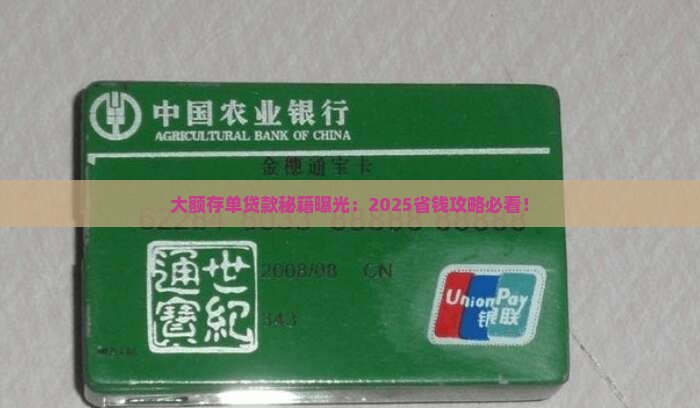 中国农业银行
AGRICULTURAL BANK OF CHINA
金穗通宝卡
大额存单贷款秘籍曝光：2025省钱攻略必看！
2008/08 CN
世纪通寶
343
UnionPay
银联